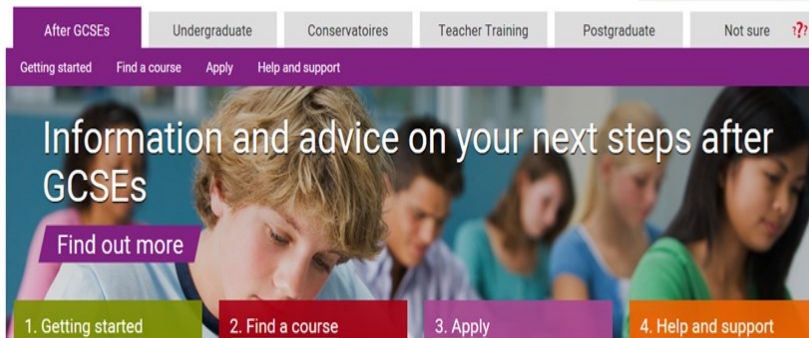 After GCSEs Undergraduate Conservatoires Teacher Training Postgraduate Not sure ???
Getting started Find a course Apply Help and support
Information and advice on your next steps after
GCSEs
Find out more
1. Getting started 2. Find a course 3. Apply 4. Help and support